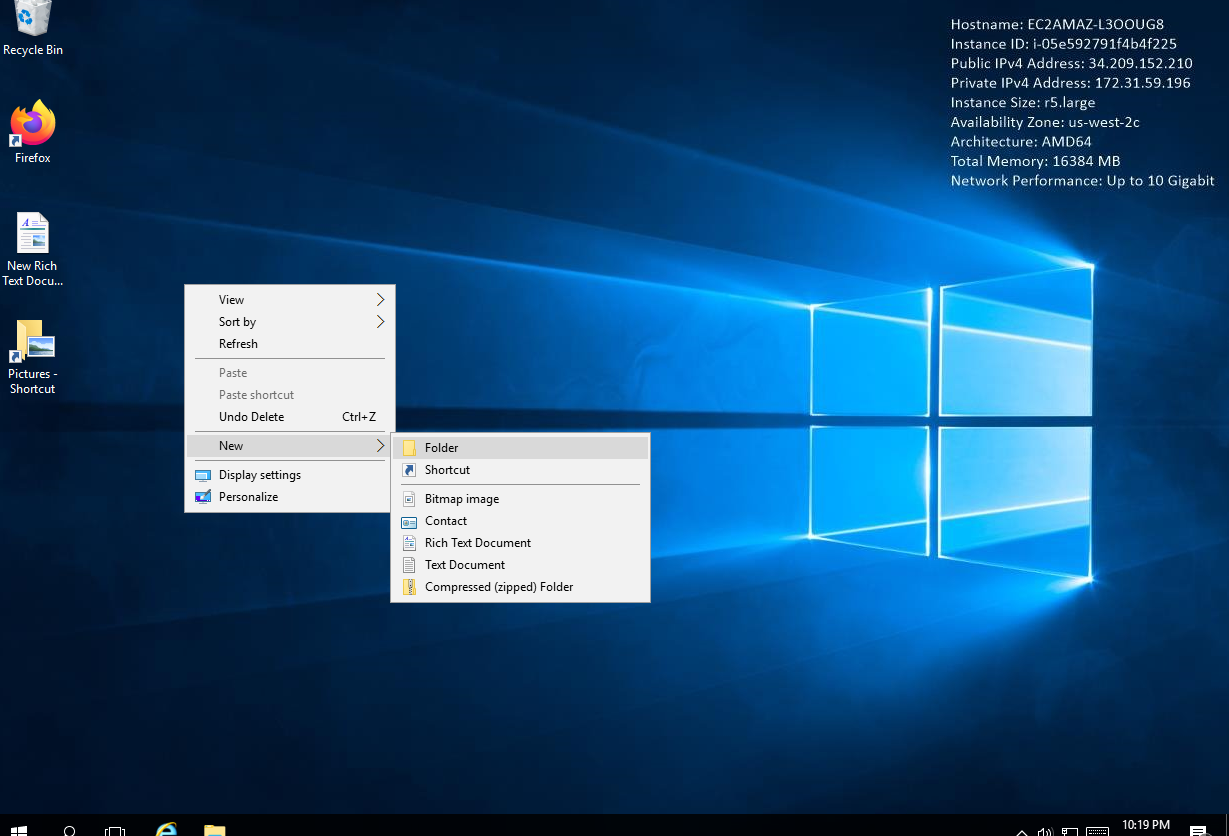 Recycle Bin
Firefox
New Rich
Text Docu...
Pictures -
Shortcut
Hostname: EC2AMAZ-L3OOUG8
Instance ID: i-05e592791f4b4f225
Public IPv4 Address: 34.209.152.210
Private IPv4 Address: 172.31.59.196
Instance Size: r5.large
Availability Zone: us-west-2c
Architecture: AMD64
Total Memory: 16384 MB
Network Performance: Up to 10 Gigabit
View
Sort by
Refresh
Paste
Paste shortcut
Undo Delete Ctrl+Z
New
Display settings
Personalize
Folder
Shortcut
Bitmap image
Contact
Rich Text Document
Text Document
Compressed (zipped) Folder
10:19 PM